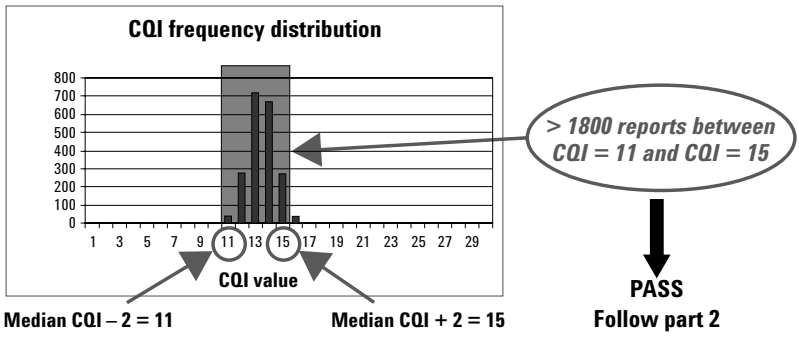 CQI frequency distribution
800
700
600
500
400
300
200
100
0
1 3 5 7 9 11 13 15 17 19 21 23 25 27 29
CQI value
> 1800 reports between
CQI = 11 and CQI = 15
Median CQI – 2 = 11
Median CQI + 2 = 15
PASS
Follow part 2